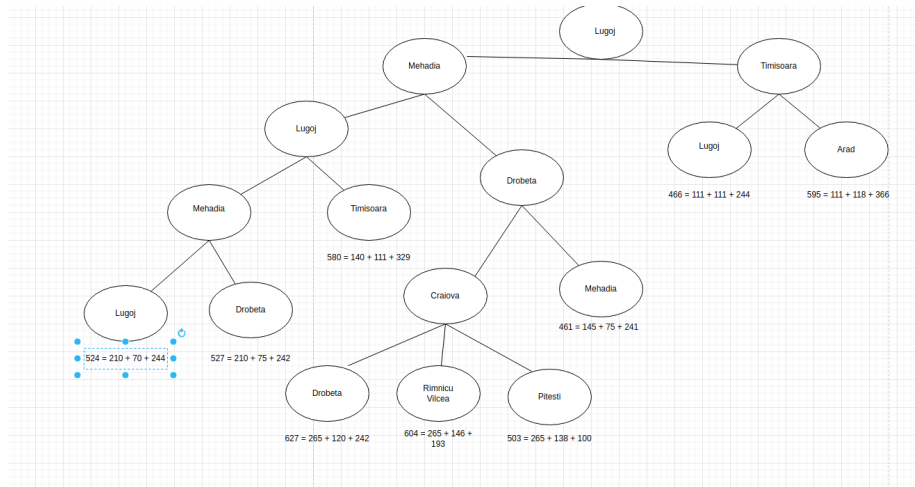 Lugoj
Mehadia
Timisoara
Lugoj
Lugoj
Arad
Drobeta
466 = 111 + 111 + 244
595 = 111 + 118 + 366
Mehadia
Timisoara
580 = 140 + 111 + 329
Craiova
Mehadia
461 = 145 + 75 + 241
Lugoj
Drobeta
524 = 210 + 70 + 244
527 = 210 + 75 + 242
Drobeta
Rimnicu
Vilcea
Pitesti
627 = 265 + 120 + 242
604 = 265 + 146 +
193
503 = 265 + 138 + 100